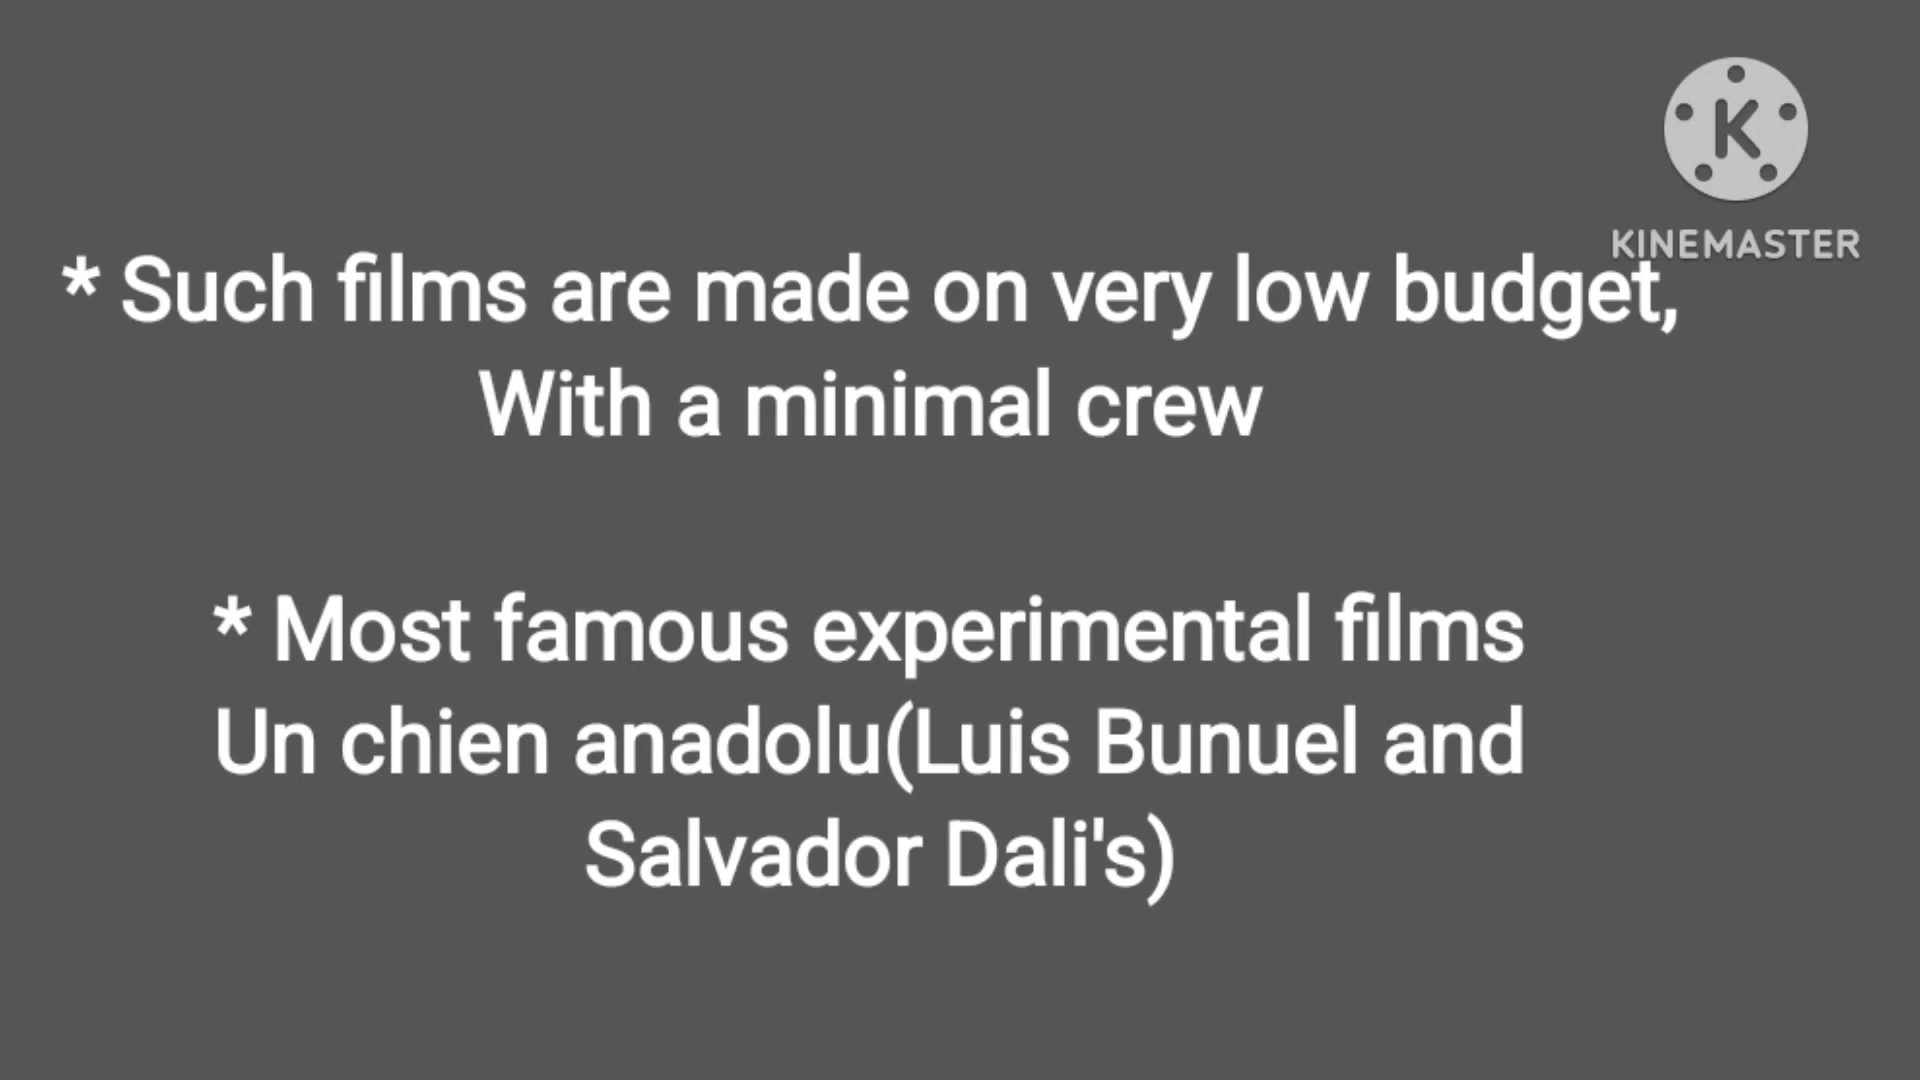 K
KINEMASTER
* Such films are made on very low budget,
With a minimal crew
* Most famous experimental films
Un chien anadolu(Luis Bunuel and
Salvador Dali's)